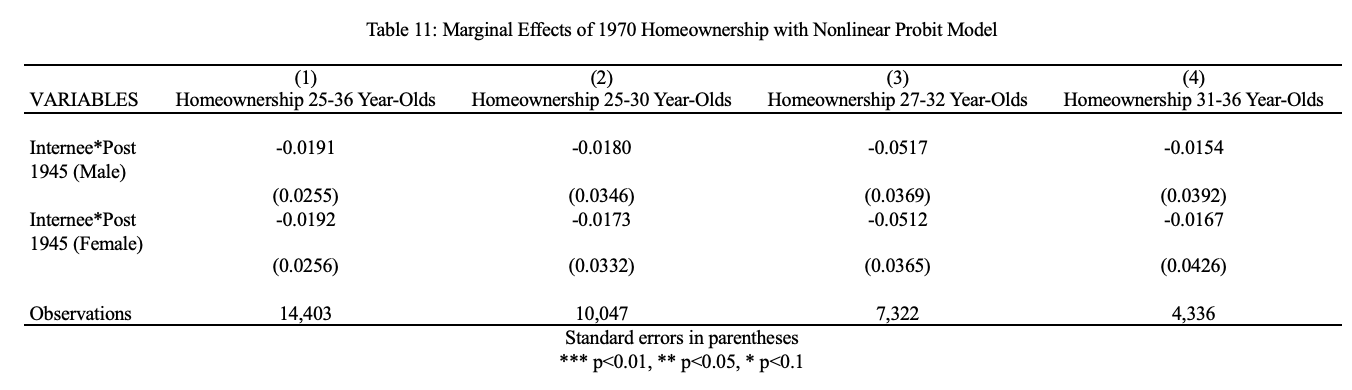 Table 11: Marginal Effects of 1970 Homeownership with Nonlinear Probit Model
(1) (2) (3) (4)
VARIABLES Homeownership 25-36 Year-Olds Homeownership 25-30 Year-Olds Homeownership 27-32 Year-Olds Homeownership 31-36 Year-Olds
Internee*Post -0.0191 -0.0180 -0.0517 -0.0154
1945 (Male)
(0.0255) (0.0346) (0.0369) (0.0392)
Internee*Post -0.0192 -0.0173 -0.0512 -0.0167
1945 (Female)
(0.0256) (0.0332) (0.0365) (0.0426)
Observations 14,403 10,047 7,322 4,336
Standard errors in parentheses
*** p<0.01, ** p<0.05, * p<0.1